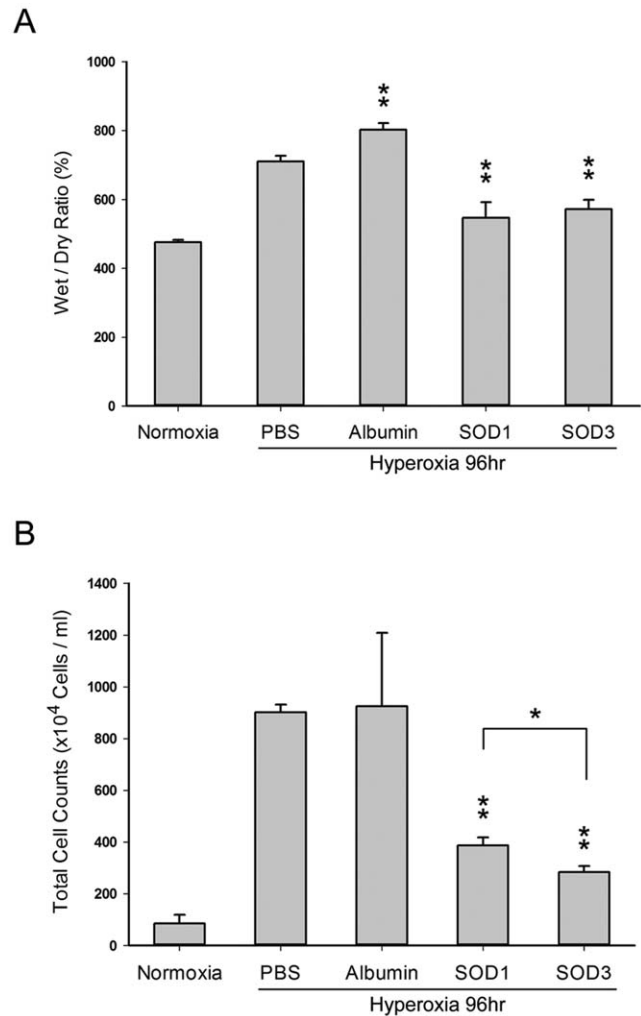 A
Wet / Dry Ratio (%)
1000
800
600
400
200
0
**
**
**
Normoxia PBS Albumin SOD1 SOD3
Hyperoxia 96hr
B
Total Cell Counts (x10⁴ Cells / ml)
1400
1200
1000
800
600
400
200
0
*
**
**
Normoxia PBS Albumin SOD1 SOD3
Hyperoxia 96hr